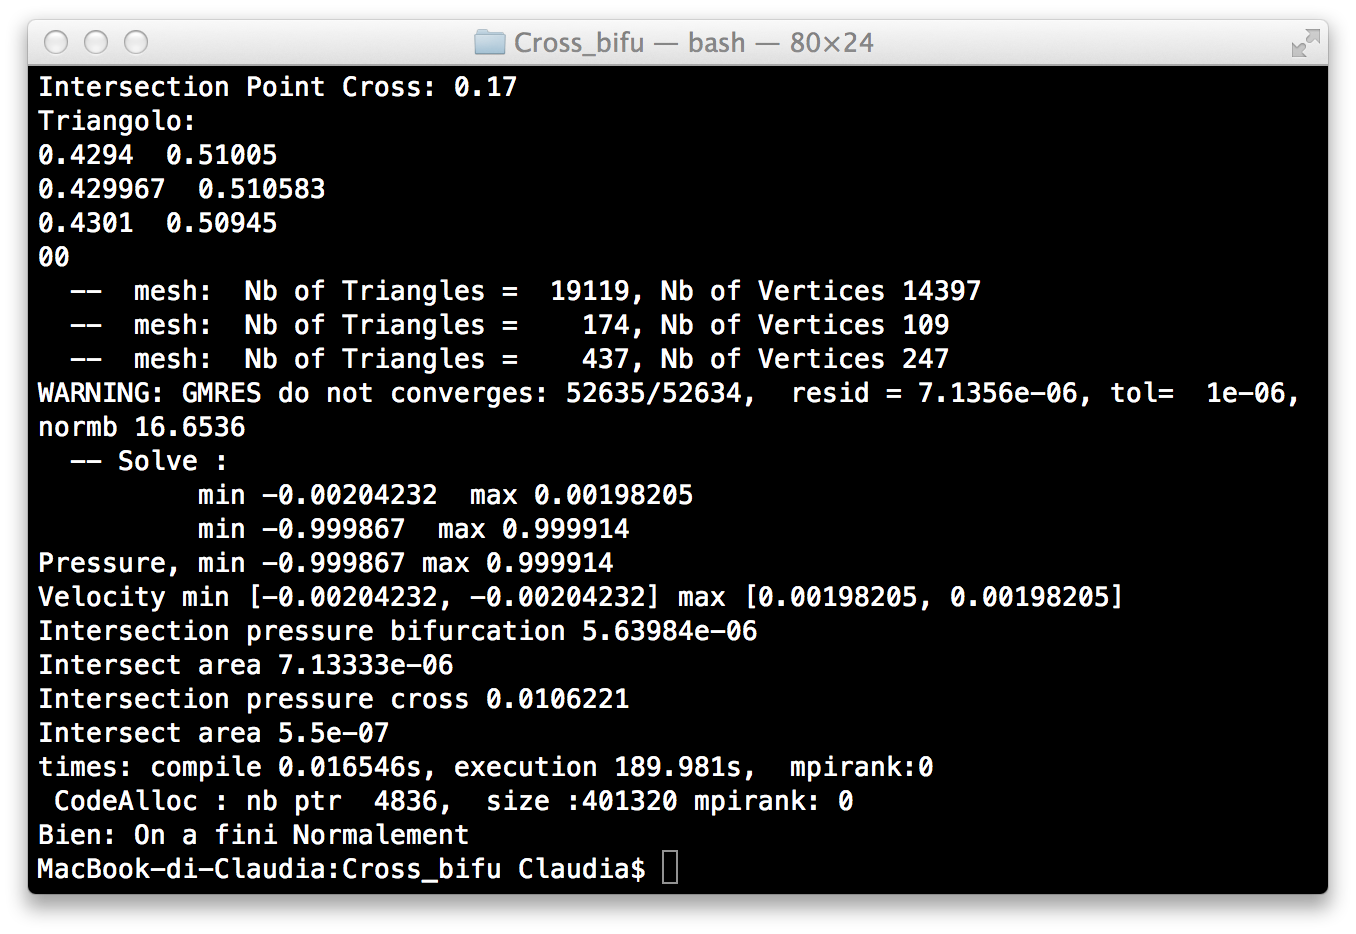 Cross_bifu — bash — 80×24
Intersection Point Cross: 0.17
Triangolo:
0.4294  0.51005
0.429967  0.510583
0.4301  0.50945
00
  --  mesh:  Nb of Triangles =  19119, Nb of Vertices 14397
  --  mesh:  Nb of Triangles =    174, Nb of Vertices 109
  --  mesh:  Nb of Triangles =    437, Nb of Vertices 247
WARNING: GMRES do not converges: 52635/52634,  resid = 7.1356e-06, tol=  1e-06,
normb 16.6536
  -- Solve :
          min -0.00204232  max 0.00198205
          min -0.999867  max 0.999914
Pressure, min -0.999867 max 0.999914
Velocity min [-0.00204232, -0.00204232] max [0.00198205, 0.00198205]
Intersection pressure bifurcation 5.63984e-06
Intersect area 7.13333e-06
Intersection pressure cross 0.0106221
Intersect area 5.5e-07
times: compile 0.016546s, execution 189.981s,  mpirank:0
 CodeAlloc : nb ptr  4836,  size :401320 mpirank: 0
Bien: On a fini Normalement
MacBook-di-Claudia:Cross_bifu Claudia$